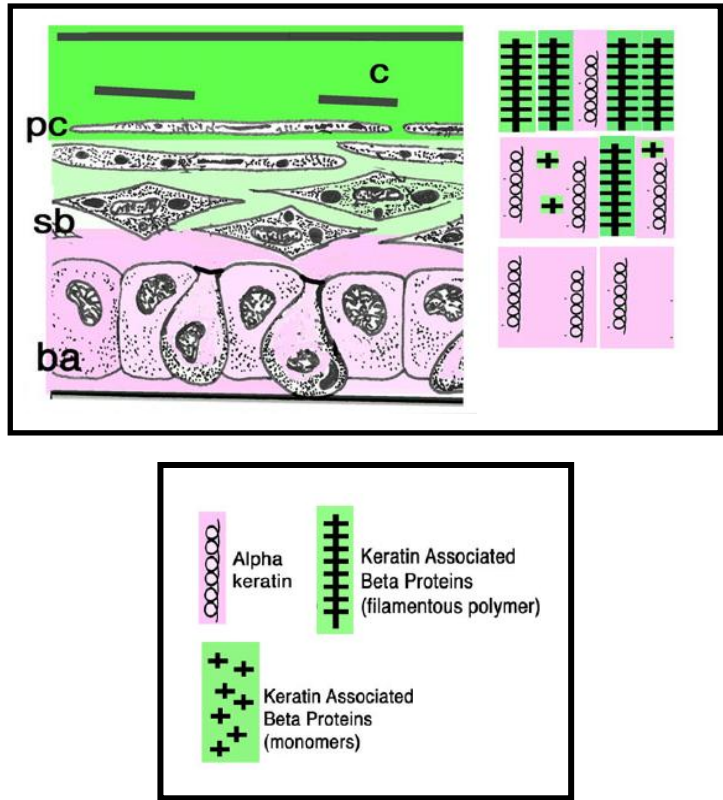 c
pc
sb
ba
Alpha
keratin
Keratin Associated
Beta Proteins
(filamentous polymer)
Keratin Associated
Beta Proteins
(monomers)